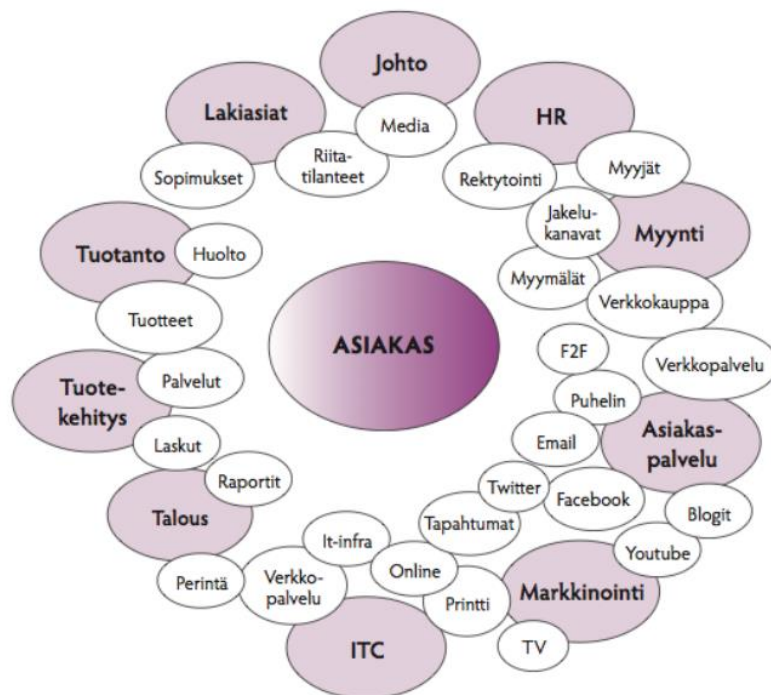 Johto
Media
Lakiasiat
Riita-
tilanteet
Sopimukset
HR
Rektytointi
Myyjät
Jakelu-
kanavat
Myynti
Myymälät
Verkkokauppa
Tuotanto
Huolto
Tuotteet
ASIAKAS
F2F
Verkkopalvelu
Puhelin
Palvelut
Tuote-
kehitys
Asiakas-
palvelu
Email
Laskut
Raportit
Talous
Twitter
Facebook
Blogit
Tapahtumat
Youtube
It-infra
Online
Perintä
Verkko-
palvelu
Printti
Markkinointi
ITC
TV